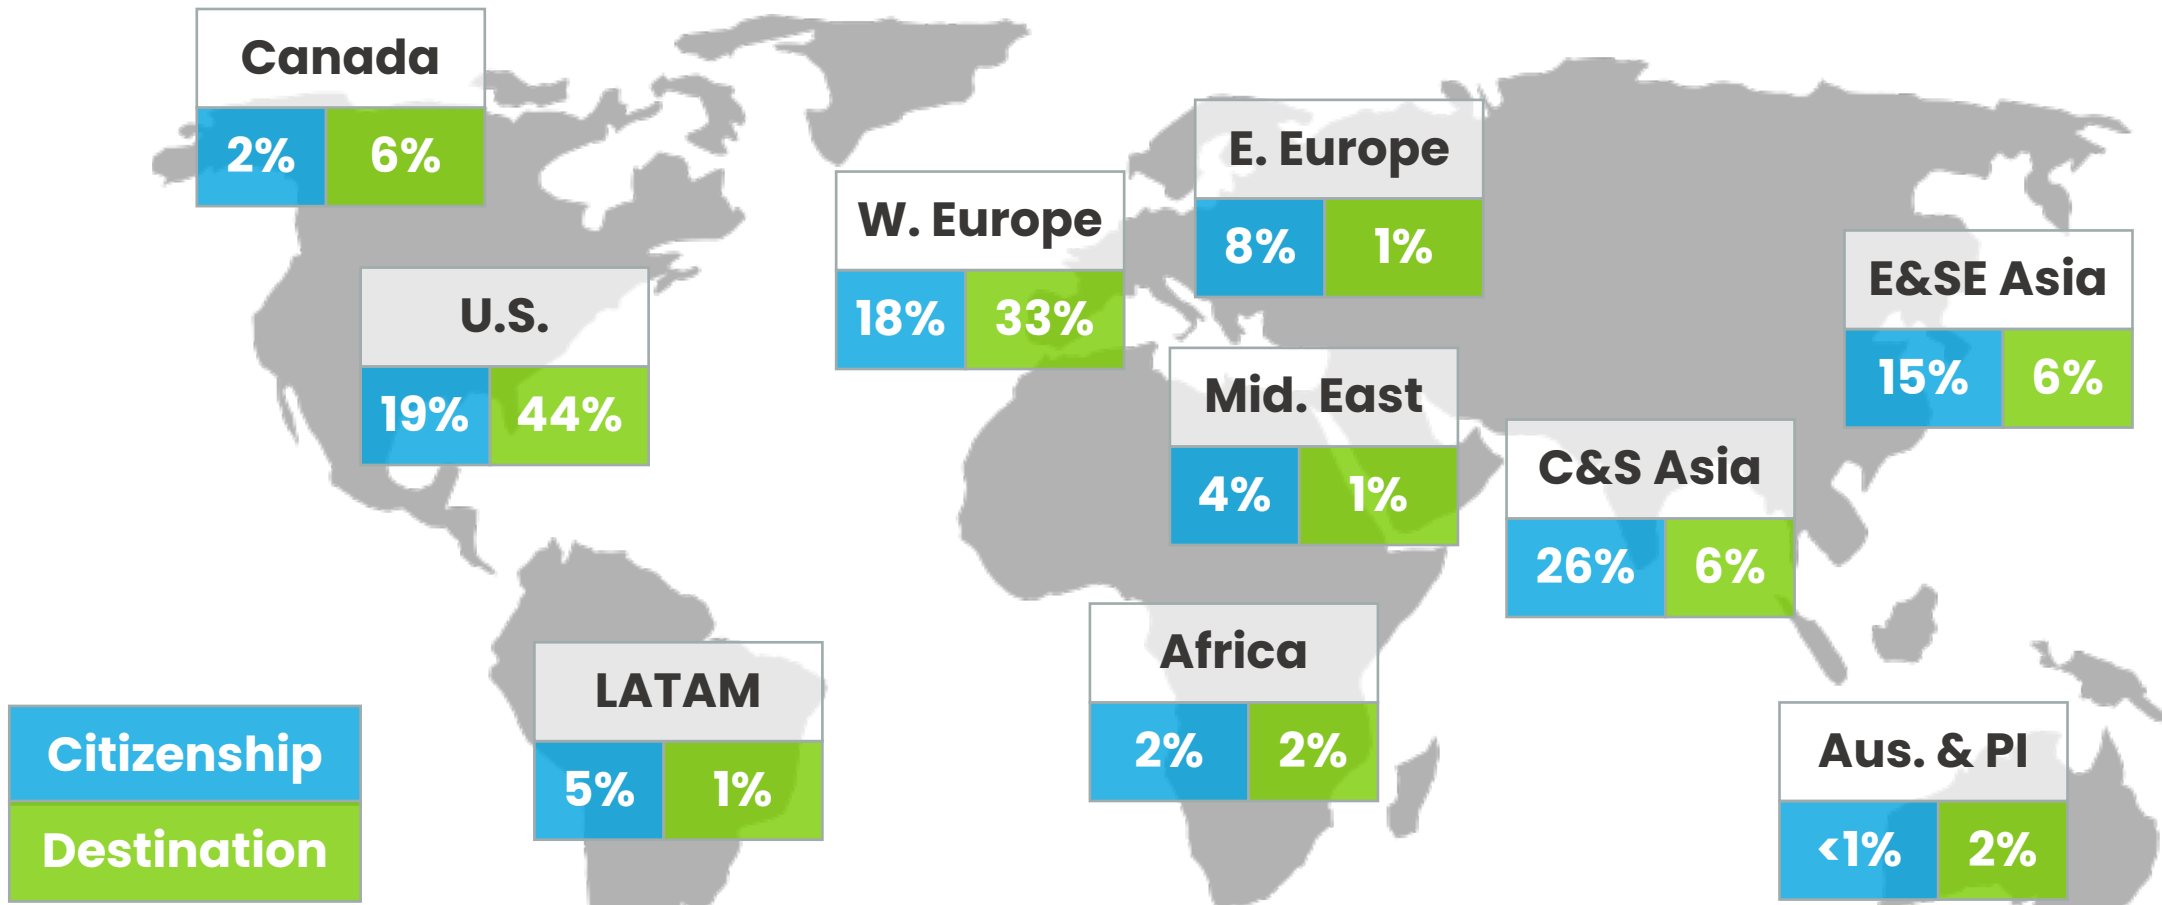 Canada
2% 6%
U.S.
19% 44%
W. Europe
18% 33%
E. Europe
8% 1%
Mid. East
4% 1%
E&SE Asia
15% 6%
C&S Asia
26% 6%
LATAM
5% 1%
Africa
2% 2%
Aus. & PI
<1% 2%
Citizenship
Destination